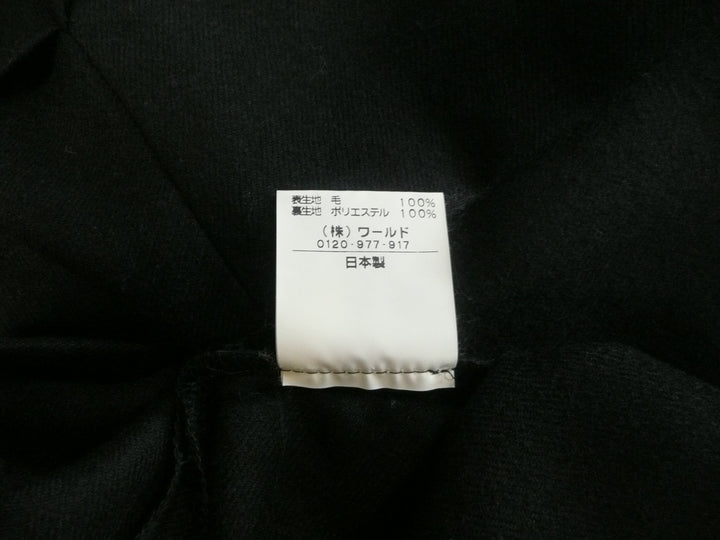 表生地 毛 100%
裏生地 ポリエステル 100%
(株)ワールド
0120-977-917
日本製